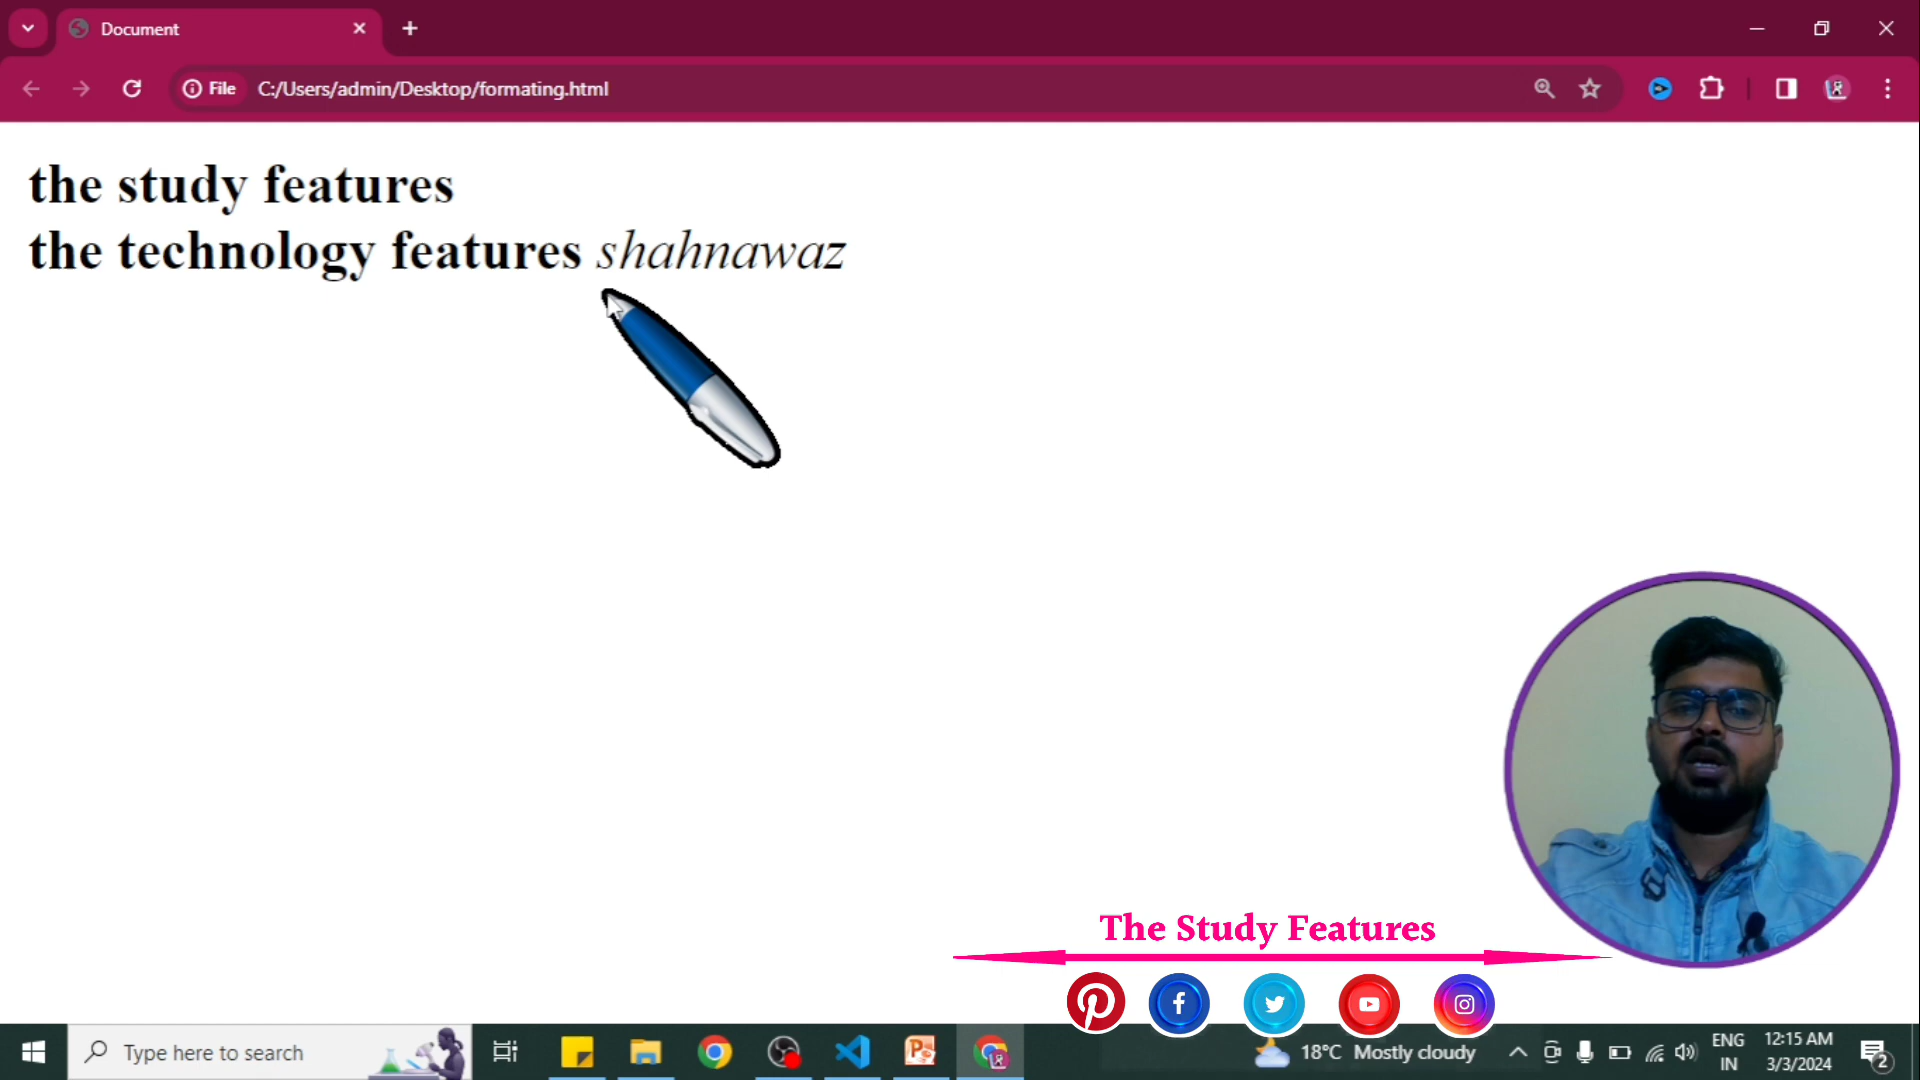 Document
File C:/Users/admin/Desktop/formating.html
the study features
the technology features shahnawaz
The Study Features
Type here to search
18°C Mostly cloudy
ENG
IN
12:15 AM
3/3/2024
2